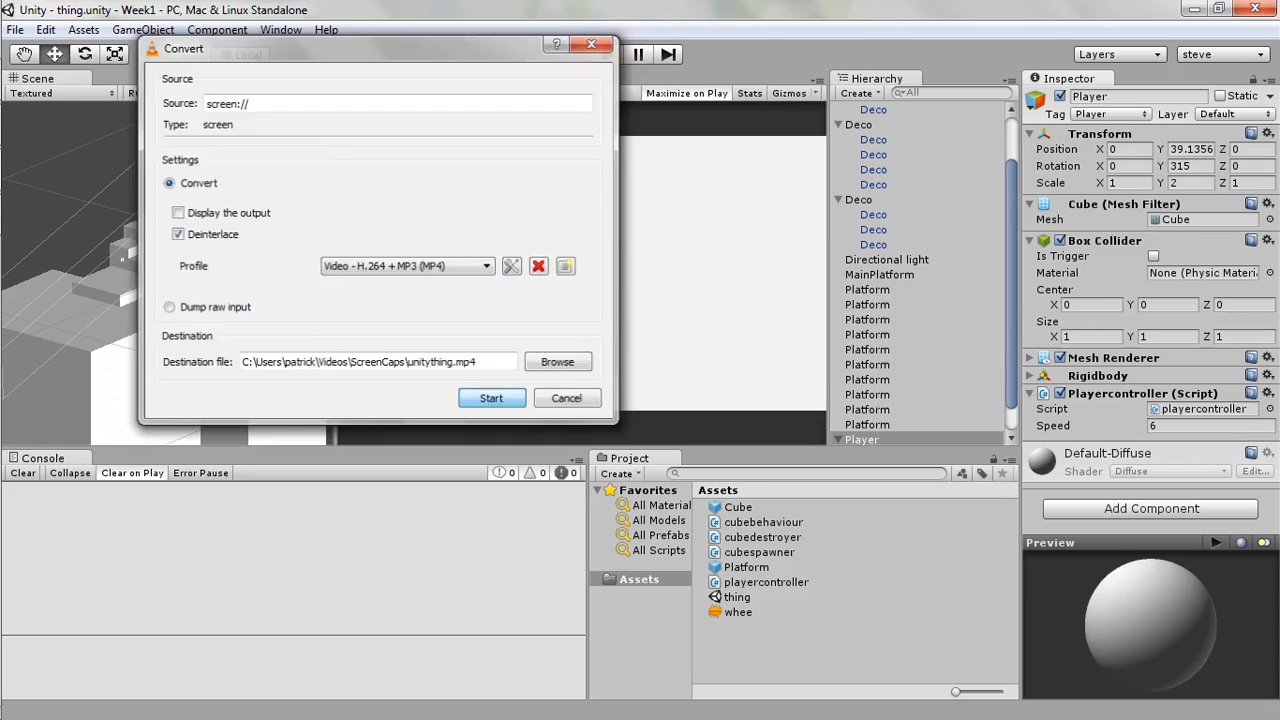 Unity - thing.unity - Week1 - PC, Mac & Linux Standalone
File Edit Assets GameObject Component Window Help
Convert
Local
Layers
steve
Scene
Textured
Maximize on Play Stats Gizmos
Source
Source: screen://
Type: screen
Settings
Convert
Display the output
Deinterlace
Profile Video - H.264 + MP3 (MP4)
Dump raw input
Destination
Destination file: C:\Users\patrick\Videos\ScreenCaps\unitything.mp4 Browse
Start Cancel
Hierarchy
Create All
Deco
Deco
Deco
Deco
Deco
Deco
Deco
Deco
Deco
Deco
Directional light
MainPlatform
Platform
Platform
Platform
Platform
Platform
Platform
Platform
Platform
Platform
Platform
Player
Inspector
Player Static
Tag Player Layer Default
Transform
Position X 0 Y 39.1356 Z 0
Rotation X 0 Y 315 Z 0
Scale X 1 Y 2 Z 1
Cube (Mesh Filter)
Mesh Cube
Box Collider
Is Trigger
Material None (Physic Materi
Center
X 0 Y 0 Z 0
Size
X 1 Y 1 Z 1
Mesh Renderer
Rigidbody
Playercontroller (Script)
Script playercontroller
Speed 6
Default-Diffuse
Shader Diffuse Edit...
Add Component
Preview
Console
Clear Collapse Clear on Play Error Pause 0 0 0
Project
Create
Favorites
All Material
All Models
All Prefabs
All Scripts
Assets
Assets
Cube
cubebehaviour
cubedestroyer
cubespawner
Platform
playercontroller
thing
whee